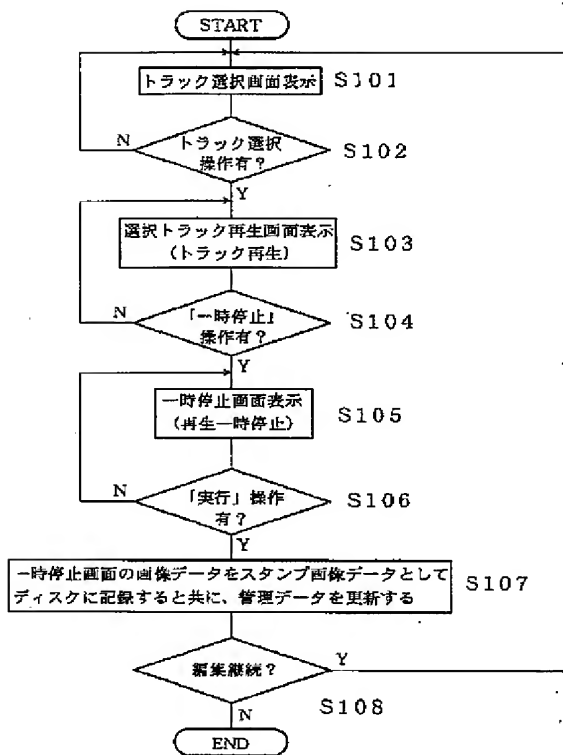 START
トラック選択画面表示 S101
トラック選択
操作有?
N
S102
Y
選択トラック再生画面表示
(トラック再生)
S103
「一時停止」
操作有?
N
S104
Y
一時停止画面表示
(再生一時停止)
S105
「実行」操作
有?
N
S106
Y
一時停止画面の画像データをスタンプ画像データとして
ディスクに記録すると共に、管理データを更新する
S107
編集継続?
Y
N
S108
END